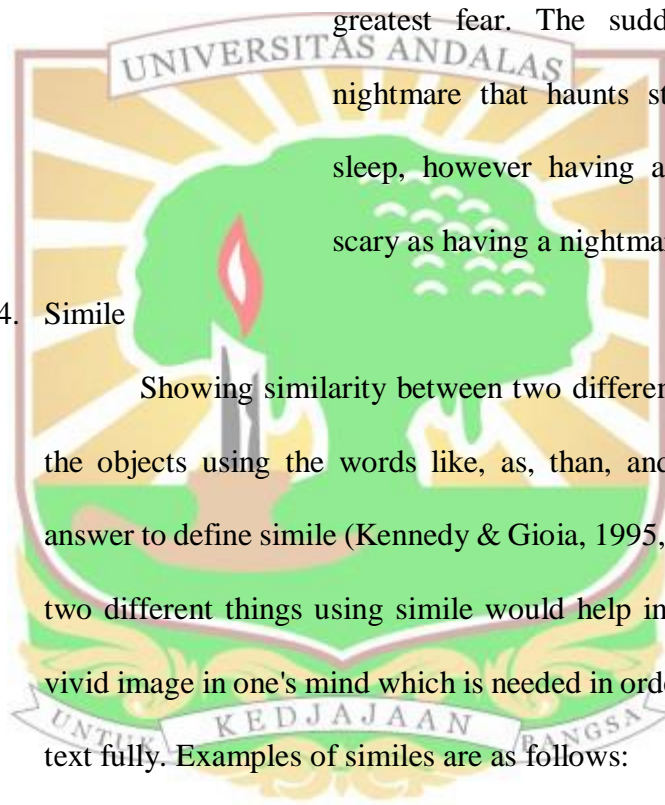 greatest fear. The sudd
UNIVERSITAS ANDALAS
nightmare that haunts st
sleep, however having a
scary as having a nightmar
4. Simile
Showing similarity between two differen
the objects using the words like, as, than, and
answer to define simile (Kennedy & Gioia, 1995,
two different things using simile would help in
vivid image in one's mind which is needed in orde
UNTUK KEDJAJAAN BANGSA
text fully. Examples of similes are as follows: